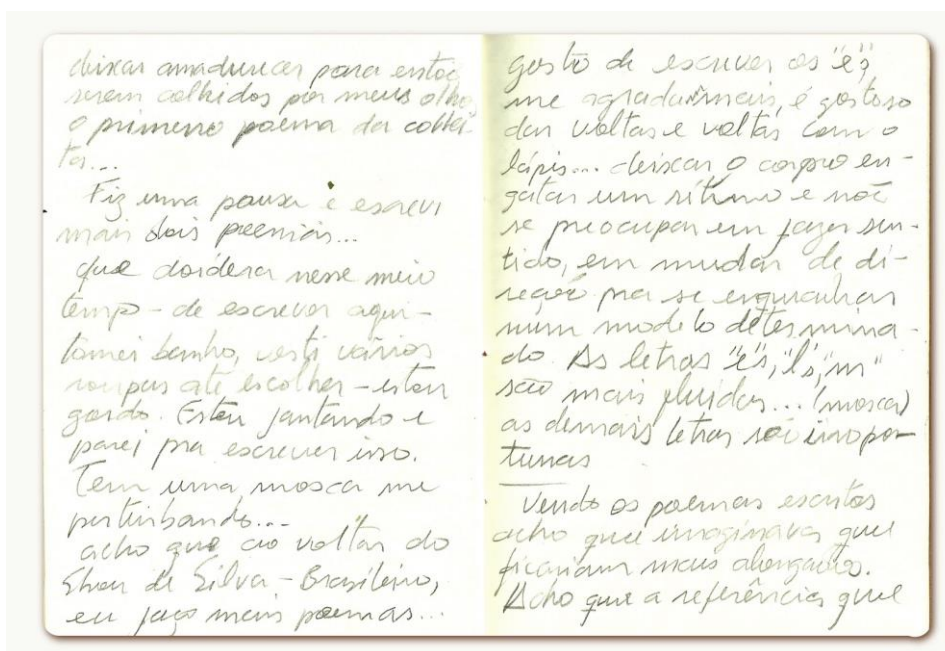 deixar amadurecer para então
serem colhidos por meus olhos
o primeiro poema da colhei-
ta...
Fiz uma pausa e escrevi
mais dois poemas...
que doidera nesse meio
tempo - de escrever aqui -
tomei banho, vesti várias
roupas até escolher - estou
gordo. Estou jantando e
parei pra escrever isso.
Tem uma mosca me
perturbando...
acho que ao voltar do
Show de Silva - Brasileiro,
eu faço mais poemas...
gosto de escrever os "e's",
me agrada mais, é gostoso
dar voltas e voltas com o
lápis... deixar o corpo en-
gatar um rítimo e não
se preocupar em fazer sen-
tido, em mudar de di-
reção pra se enquadrar
num modelo determina-
do. As letras "e's", "l's", "m"
são mais fluidas... (mosca)
as demais letras são inopor-
tunas
Vendo os poemas escritos
acho que imaginava que
ficariam mais alongados.
Acho que a referência que